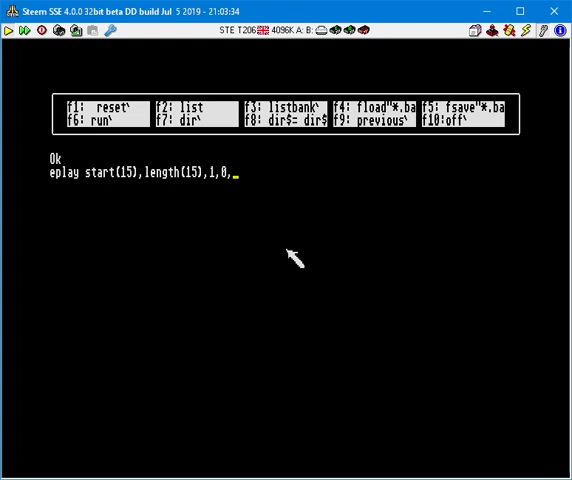 Steem SSE 4.0.0 32bit beta DD build Jul 5 2019 - 21:03:34
STE T206 4096K A: B:
f1: reset` f2: list f3: listbank` f4: fload"*.ba f5: fsave"*.ba
f6: run` f7: dir` f8: dir$= dir$ f9: previous` f10:off`
Ok
eplay start(15),length(15),1,0,